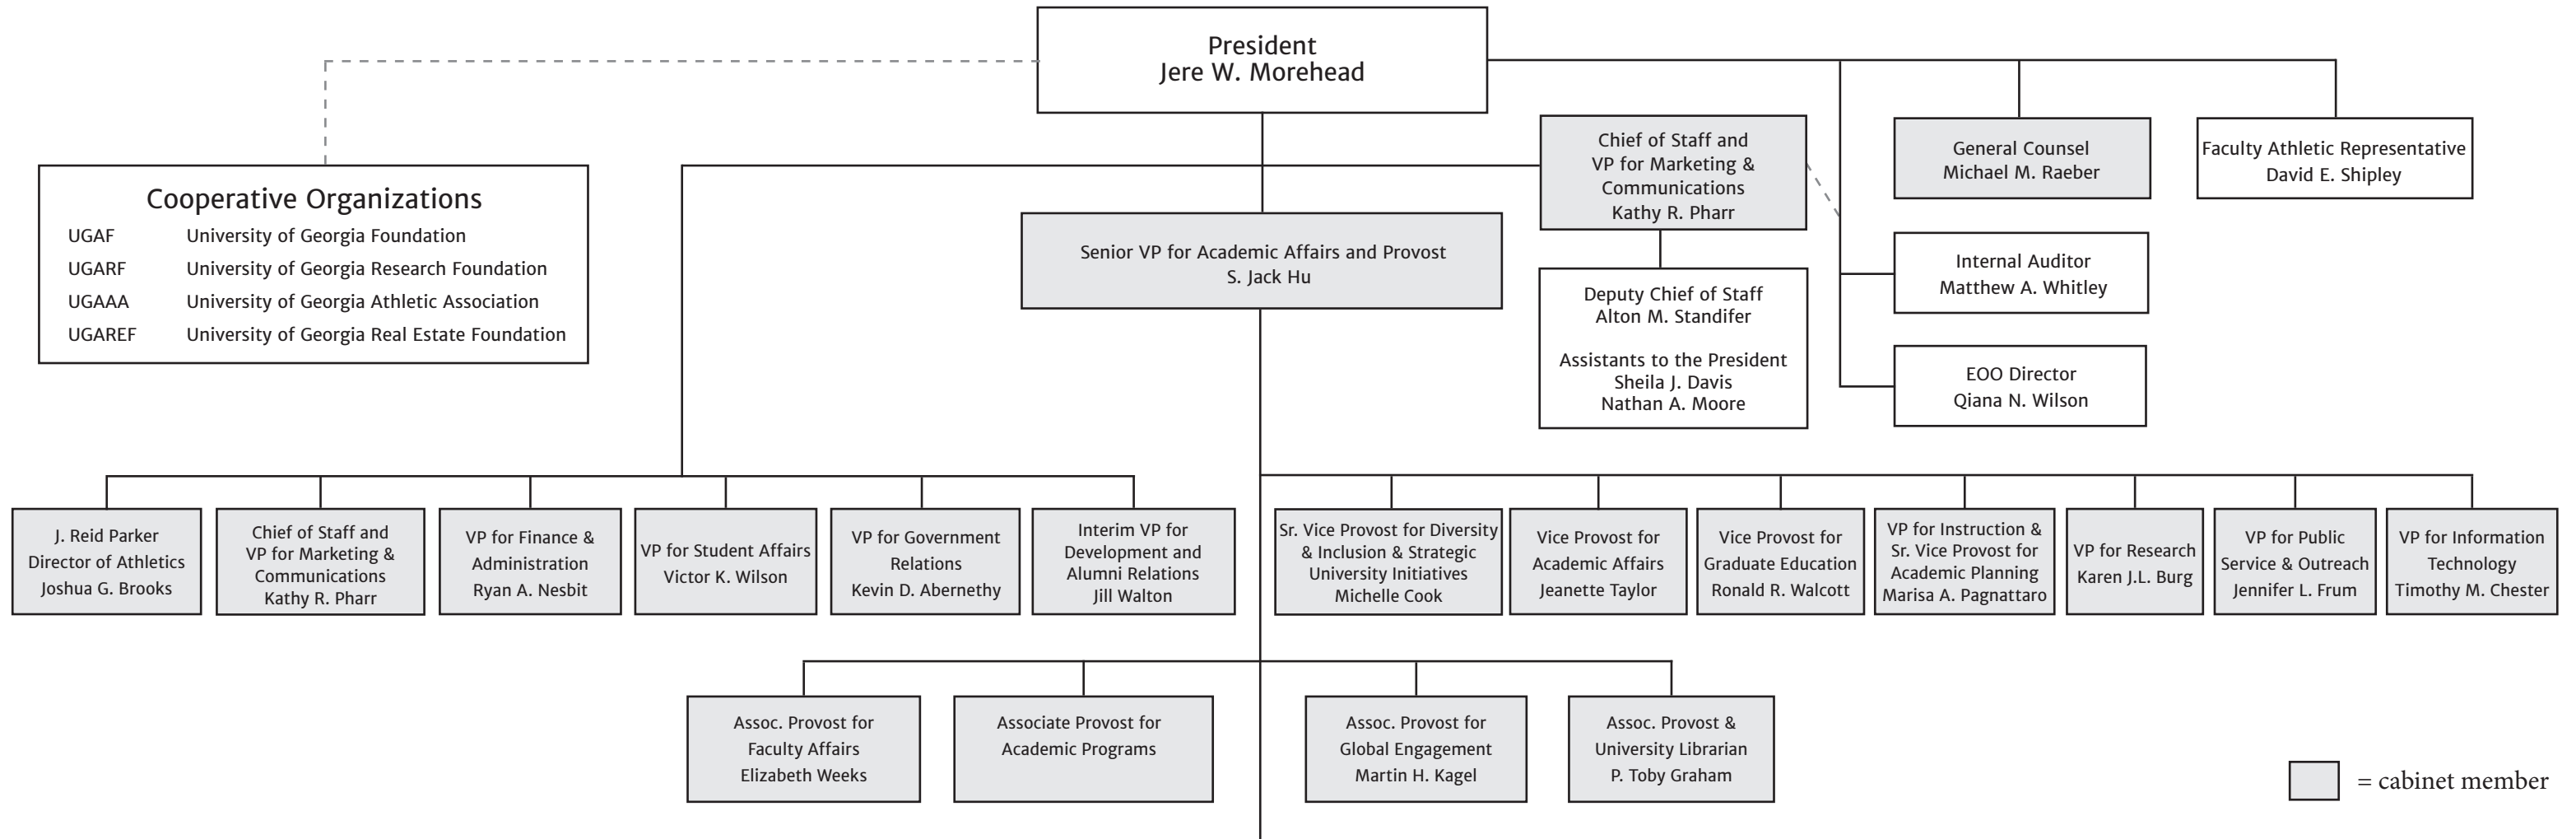 President
Jere W. Morehead
Chief of Staff and
VP for Marketing &
Communications
Kathy R. Pharr
General Counsel
Michael M. Raeber
Faculty Athletic Representative
David E. Shipley
Cooperative Organizations
UGAF University of Georgia Foundation
UGARF University of Georgia Research Foundation
UGAAA University of Georgia Athletic Association
UGAREF University of Georgia Real Estate Foundation
Senior VP for Academic Affairs and Provost
S. Jack Hu
Internal Auditor
Matthew A. Whitley
Deputy Chief of Staff
Alton M. Standifer
Assistants to the President
Sheila J. Davis
Nathan A. Moore
EOO Director
Qiana N. Wilson
J. Reid Parker
Director of Athletics
Joshua G. Brooks
Chief of Staff and
VP for Marketing &
Communications
Kathy R. Pharr
VP for Finance &
Administration
Ryan A. Nesbit
VP for Student Affairs
Victor K. Wilson
VP for Government
Relations
Kevin D. Abernethy
Interim VP for
Development and
Alumni Relations
Jill Walton
Sr. Vice Provost for Diversity
& Inclusion & Strategic
University Initiatives
Michelle Cook
Vice Provost for
Academic Affairs
Jeanette Taylor
Vice Provost for
Graduate Education
Ronald R. Walcott
VP for Instruction &
Sr. Vice Provost for
Academic Planning
Marisa A. Pagnattaro
VP for Research
Karen J.L. Burg
VP for Public
Service & Outreach
Jennifer L. Frum
VP for Information
Technology
Timothy M. Chester
Assoc. Provost for
Faculty Affairs
Elizabeth Weeks
Associate Provost for
Academic Programs
Assoc. Provost for
Global Engagement
Martin H. Kagel
Assoc. Provost &
University Librarian
P. Toby Graham
= cabinet member